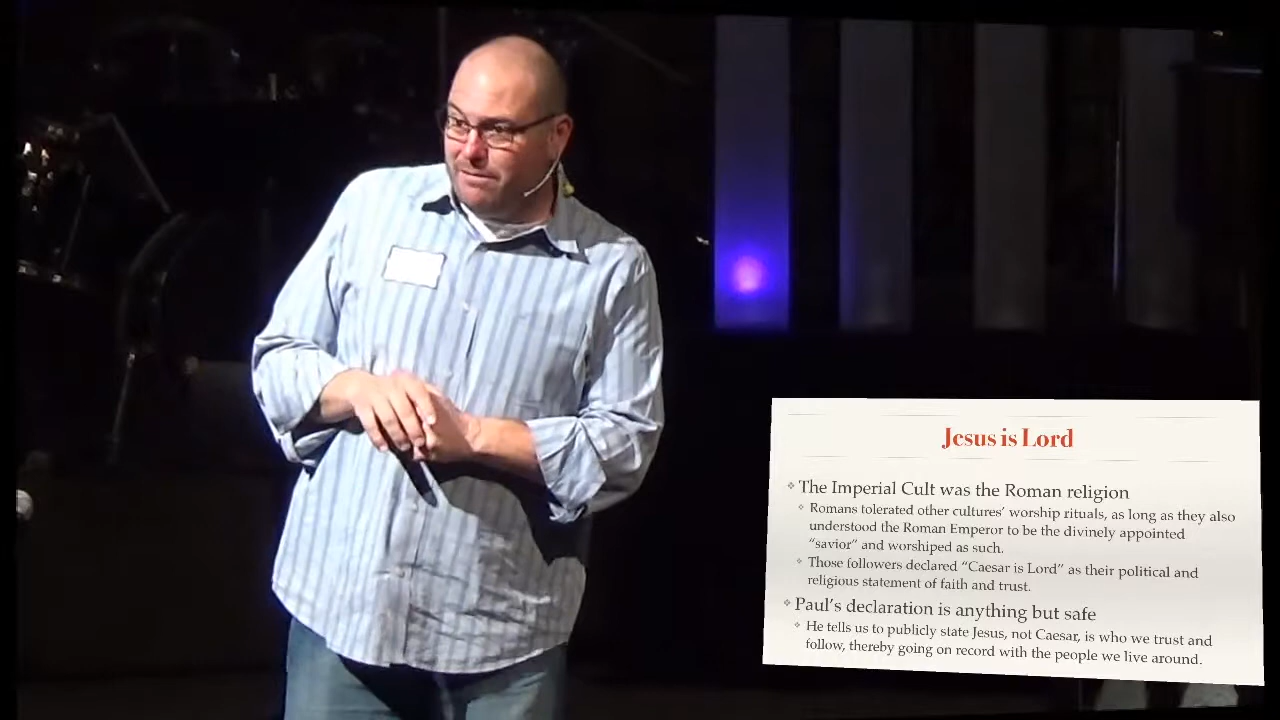 Jesus is Lord
The Imperial Cult was the Roman religion
Romans tolerated other cultures’ worship rituals, as long as they also
understood the Roman Emperor to be the divinely appointed
“savior” and worshiped as such.
Those followers declared “Caesar is Lord” as their political and
religious statement of faith and trust.
Paul’s declaration is anything but safe
He tells us to publicly state Jesus, not Caesar, is who we trust and
follow, thereby going on record with the people we live around.